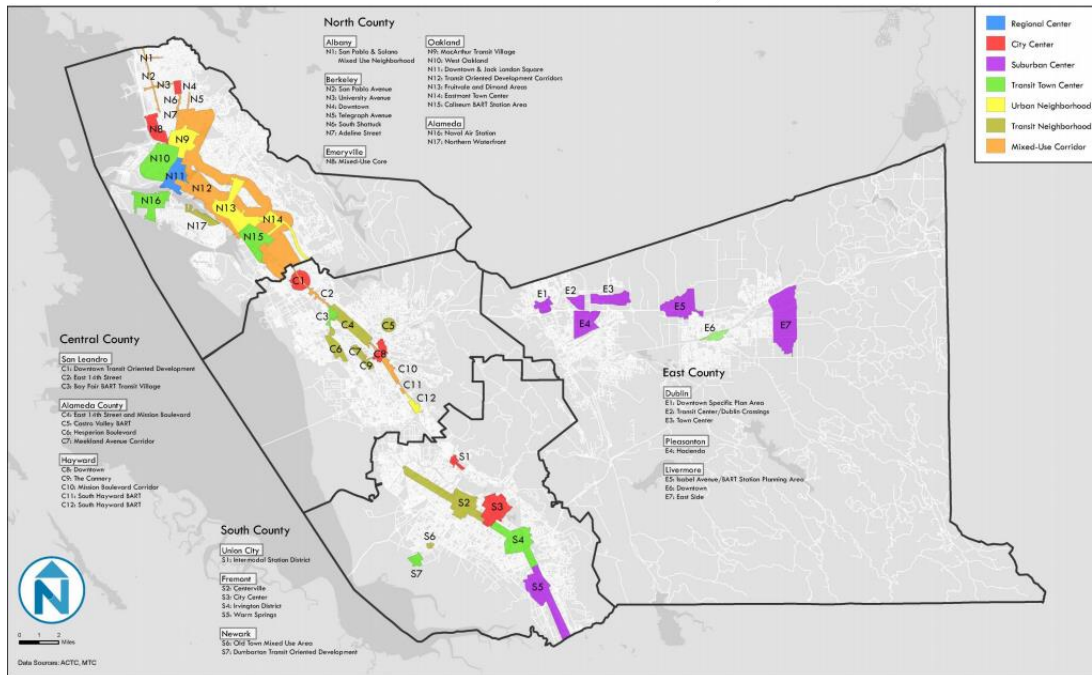 North County
Albany
N1: San Pablo & Solano
Mixed Use Neighborhood
Berkeley
N2: San Pablo Avenue
N3: University Avenue
N4: Downtown
N5: Telegraph Avenue
N6: South Shattuck
N7: Adeline Street
Emeryville
N8: Mixed-Use Core
Oakland
N9: MacArthur Transit Village
N10: West Oakland
N11: Downtown & Jack London Square
N12: Transit Oriented Development Corridors
N13: Fruitvale and Dimond Areas
N14: Eastmont Town Center
N15: Coliseum BART Station Area
Alameda
N16: Naval Air Station
N17: Northern Waterfront
Regional Center
City Center
Suburban Center
Transit Town Center
Urban Neighborhood
Transit Neighborhood
Mixed-Use Corridor
N1
N2
N3
N4
N6
N5
N7
N8
N9
N10
N11
N12
N16
N13
N17
N14
N15
C1
C2
C3
C4
C5
C6
C7
C8
C9
C10
C11
C12
E1
E2
E3
E4
E5
E6
E7
Central County
San Leandro
C1: Downtown Transit Oriented Development
C2: East 14th Street
C3: Bay Fair BART Transit Village
Alameda County
C4: East 14th Street and Mission Boulevard
C5: Castro Valley BART
C6: Hesperian Boulevard
C7: Meekland Avenue Corridor
Hayward
C8: Downtown
C9: The Cannery
C10: Mission Boulevard Corridor
C11: South Hayward BART
C12: South Hayward BART
East County
Dublin
E1: Downtown Specific Plan Area
E2: Transit Center/Dublin Crossings
E3: Town Center
Pleasanton
E4: Hacienda
Livermore
E5: Isabel Avenue/BART Station Planning Area
E6: Downtown
E7: East Side
S1
S2
S3
S4
S5
S6
S7
South County
Union City
S1: Intermodal Station District
Fremont
S2: Centerville
S3: City Center
S4: Irvington District
S5: Warm Springs
Newark
S6: Old Town Mixed Use Area
S7: Dumbarton Transit Oriented Development
N
0 1 2
Miles
Data Sources: ACTC, MTC